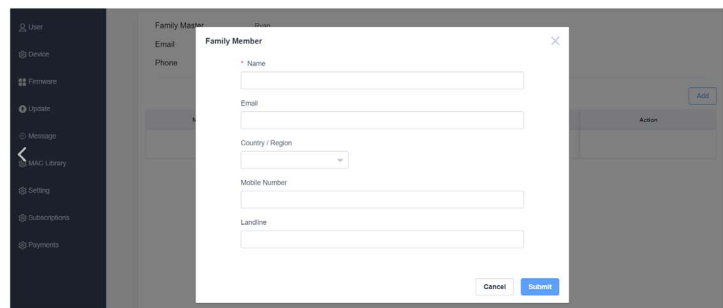 User
Device
Firmware
Update
Message
MAC Library
Setting
Subscriptions
Payments
Family Master
Ryan
Email
Phone
Add
Action
Family Member
* Name
Email
Country / Region
Mobile Number
Landline
Cancel
Submit